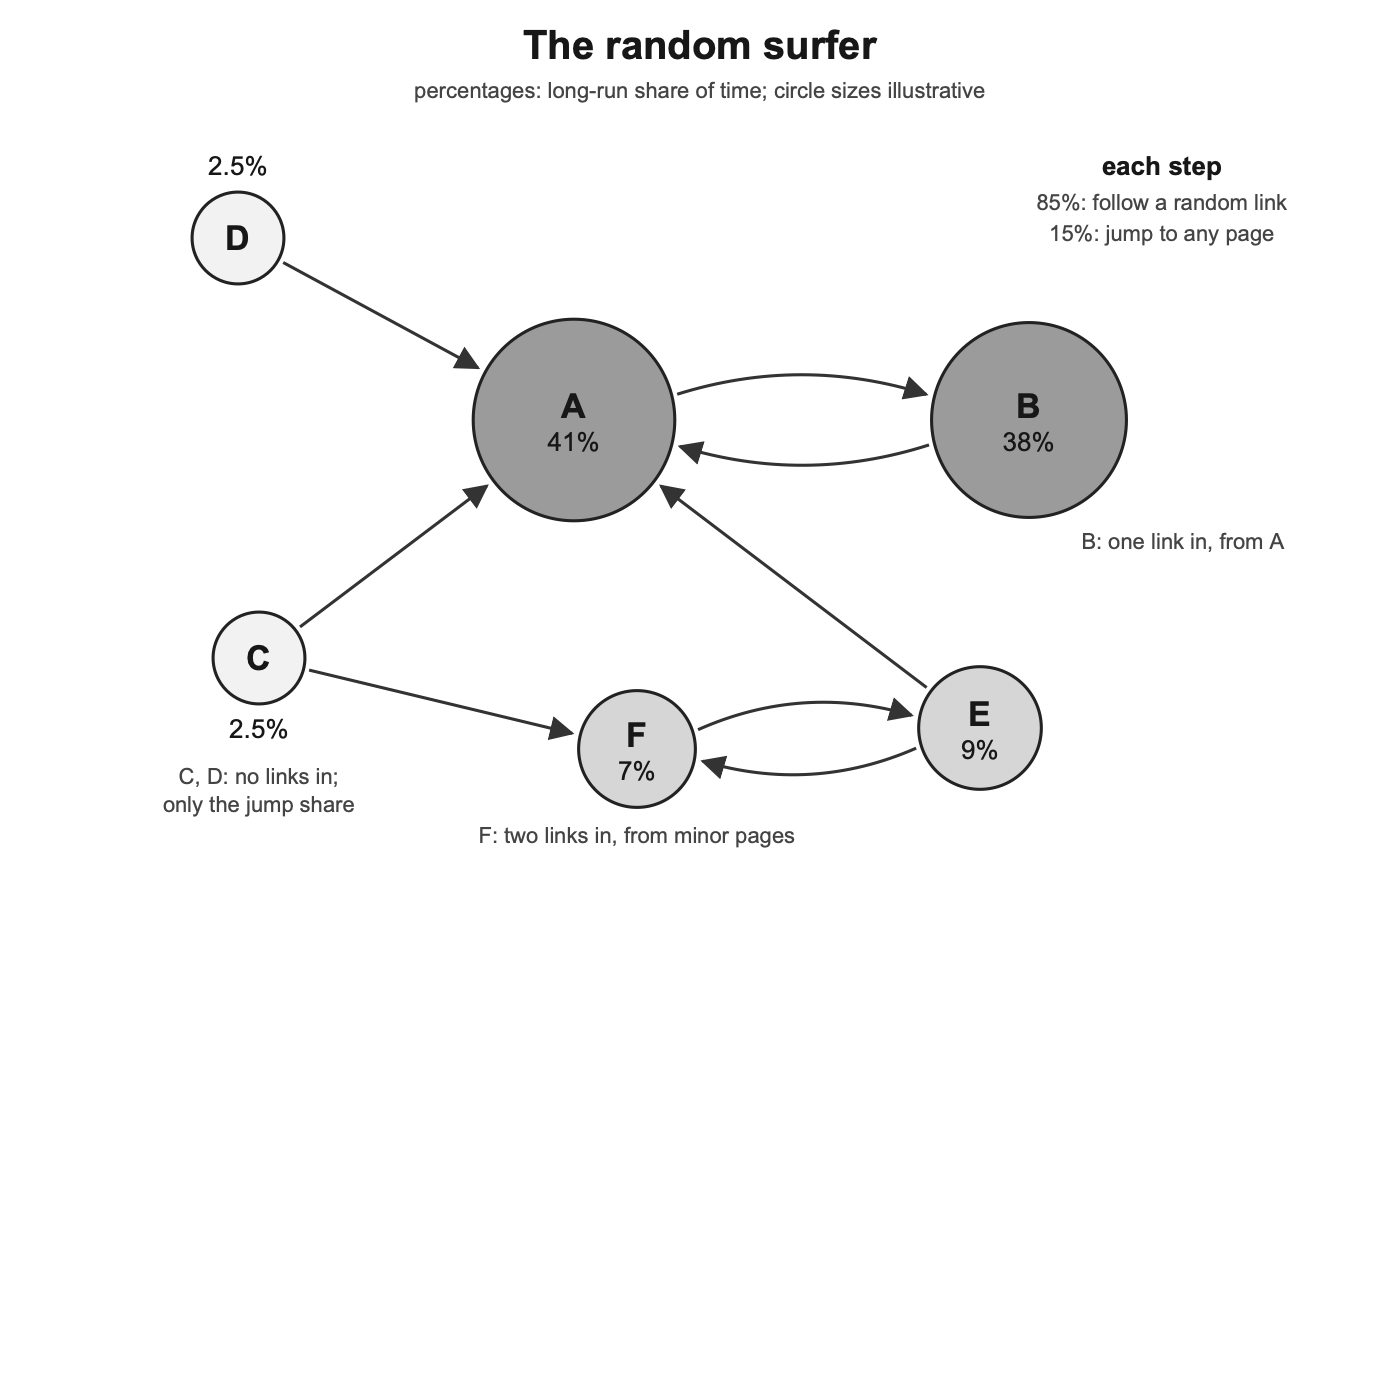 The random surfer
percentages: long-run share of time; circle sizes illustrative
2.5%
D
each step
85%: follow a random link
15%: jump to any page
A
41%
B
38%
B: one link in, from A
C
2.5%
C, D: no links in;
only the jump share
F
7%
E
9%
F: two links in, from minor pages